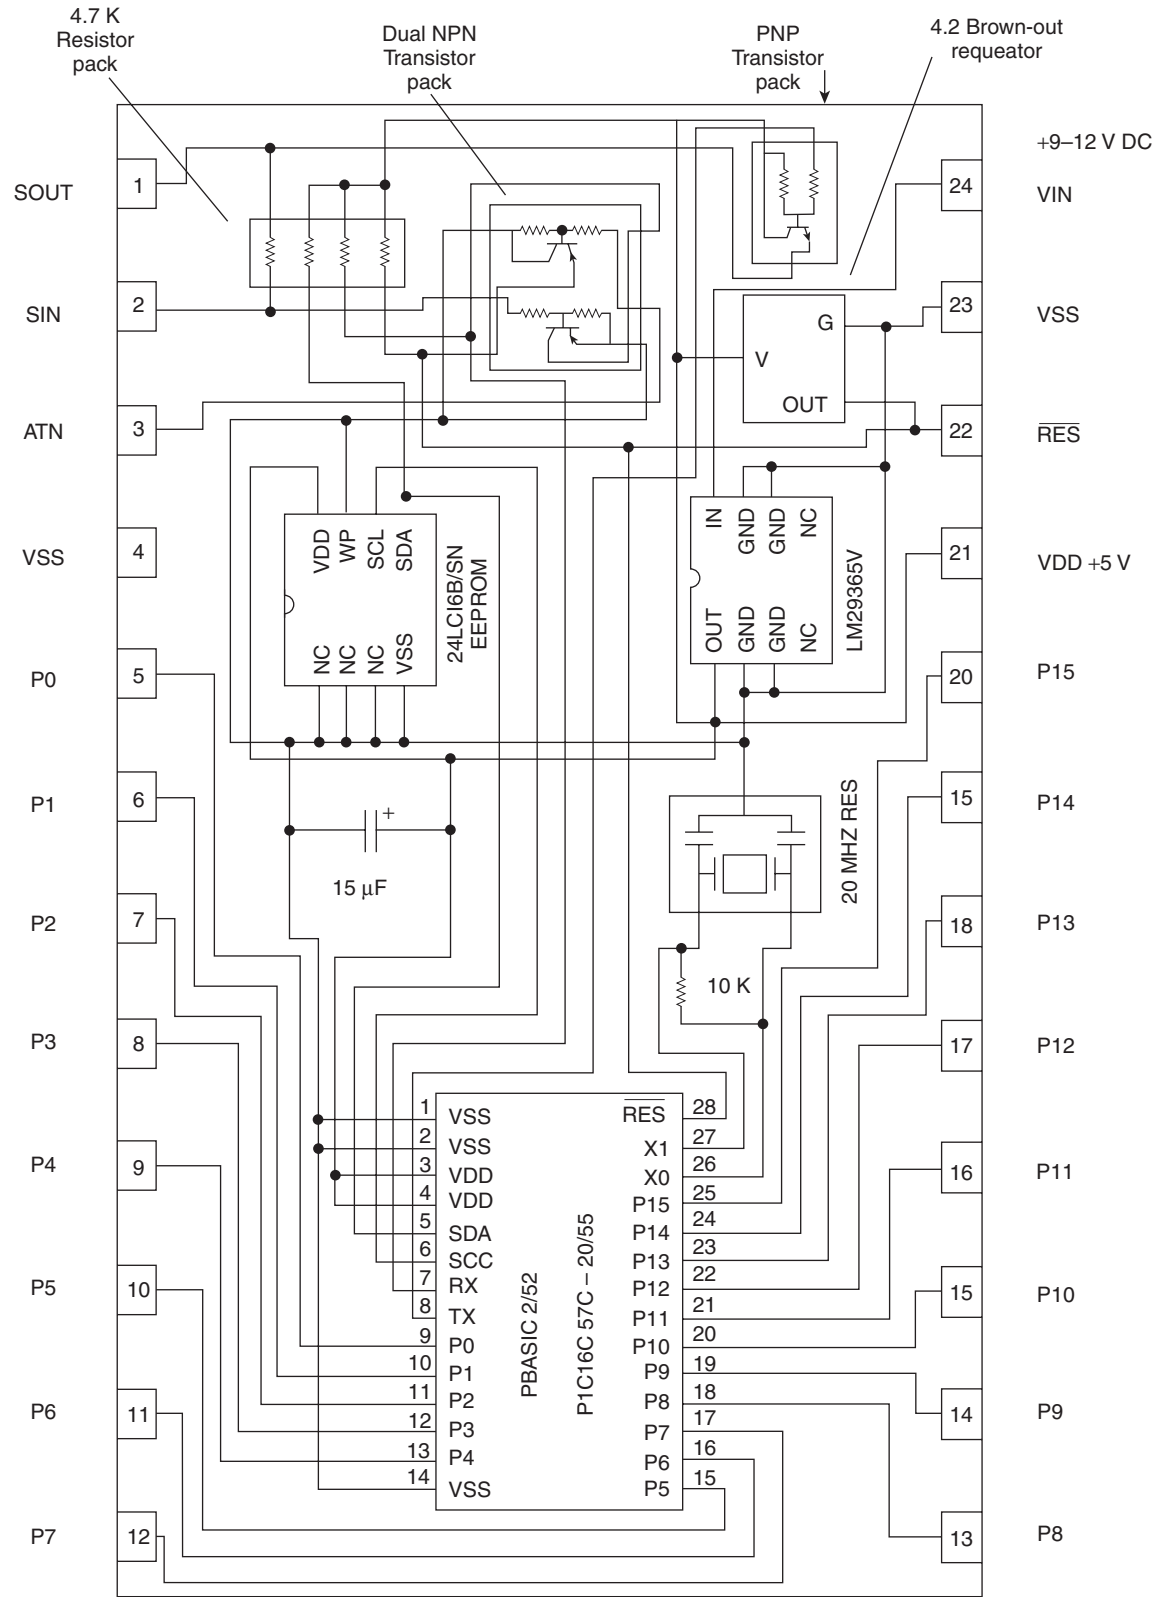 4.7 K
Resistor
pack
Dual NPN
Transistor
pack
PNP
Transistor
pack
4.2 Brown-out
requeator
+9–12 V DC
SOUT
1
24
VIN
SIN
2
23
VSS
G
V
OUT
ATN
3
22
RES
VSS
4
21
VDD +5 V
VDD
WP
SCL
SDA
NC
NC
NC
VSS
24LCI6B/SN
EEPROM
IN
GND
GND
NC
OUT
GND
GND
NC
LM29365V
P0
5
20
P15
P1
6
15
P14
+
15 µF
20 MHZ RES
P2
7
18
P13
10 K
P3
8
17
P12
P4
9
16
P11
P5
10
15
P10
P6
11
14
P9
P7
12
13
P8
1 VSS
2 VSS
3 VDD
4 VDD
5 SDA
6 SCC
7 RX
8 TX
9 P0
10 P1
11 P2
12 P3
13 P4
14 VSS
PBASIC 2/52
P1C16C 57C – 20/55
RES 28
X1 27
X0 26
P15 25
P14 24
P13 23
P12 22
P11 21
P10 20
P9 19
P8 18
P7 17
P6 16
P5 15